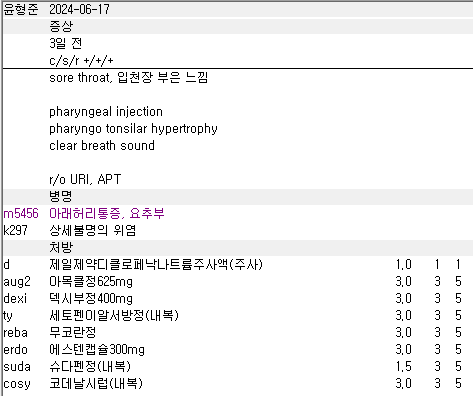 윤형준 2024-06-17
증상
3일 전
c/s/r +/+/+
sore throat, 입천장 부은 느낌
pharyngeal injection
pharyngo tonsilar hypertrophy
clear breath sound
r/o URI, APT
병명
m5456 아래허리통증, 요추부
k297 상세불명의 위염
처방
d 제일제약디클로페낙나트륨주사액(주사) 1.0 1 1
aug2 아목클정625mg 3.0 3 5
dexi 덱시부정400mg 3.0 3 5
ty 세토펜이알서방정(내복) 3.0 3 5
reba 무코란정 3.0 3 5
erdo 에스텐캡슐300mg 3.0 3 5
suda 슈다펜정(내복) 1.5 3 5
cosy 코데날시럽(내복) 3.0 3 5